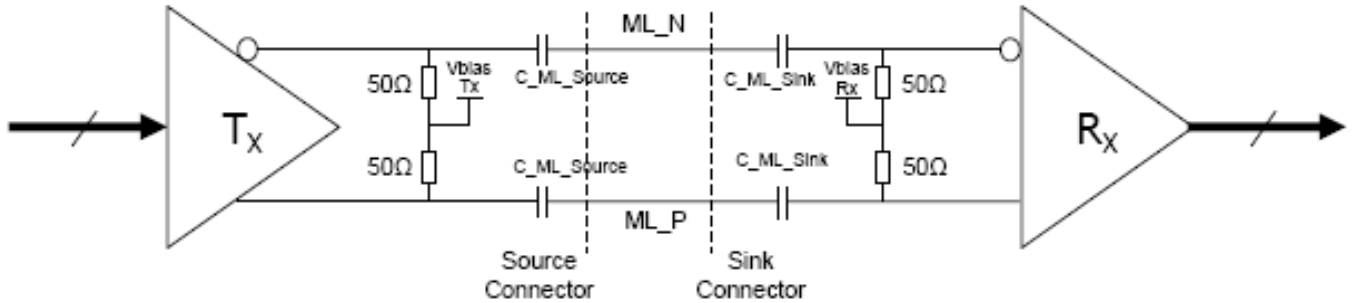 ML_N
Vbias
Tx
C_ML_Source
C_ML_Sink
Vbias
Rx
50Ω
50Ω
TX
RX
50Ω
C_ML_Source
C_ML_Sink
50Ω
ML_P
Source
Connector
Sink
Connector